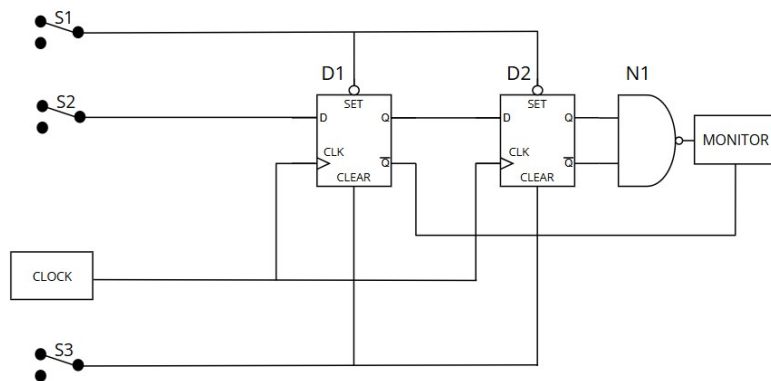 S1
D1
D2
N1
SET
SET
S2
D
Q
D
Q
MONITOR
CLK
Q̅
CLK
Q̅
CLEAR
CLEAR
CLOCK
S3